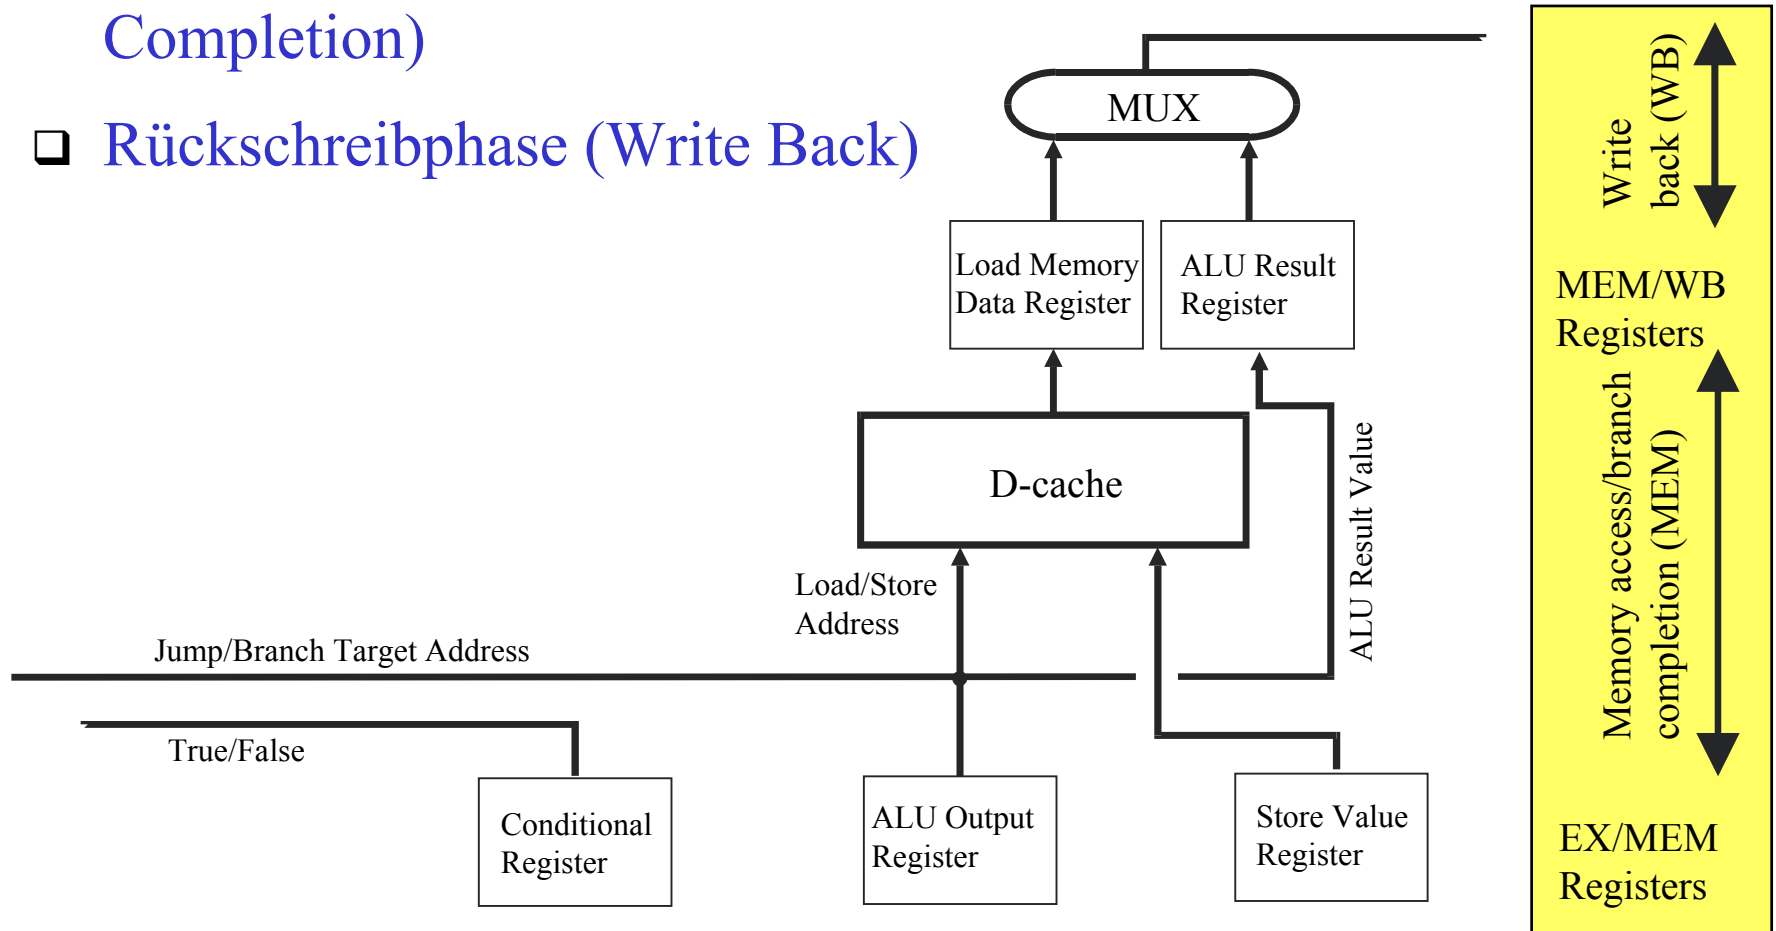 Completion)
❑ Rückschreibphase (Write Back)
MUX
Load Memory
Data Register
ALU Result
Register
D-cache
ALU Result Value
Load/Store
Address
Jump/Branch Target Address
True/False
Conditional
Register
ALU Output
Register
Store Value
Register
Write
back (WB)
MEM/WB
Registers
Memory access/branch
completion (MEM)
EX/MEM
Registers